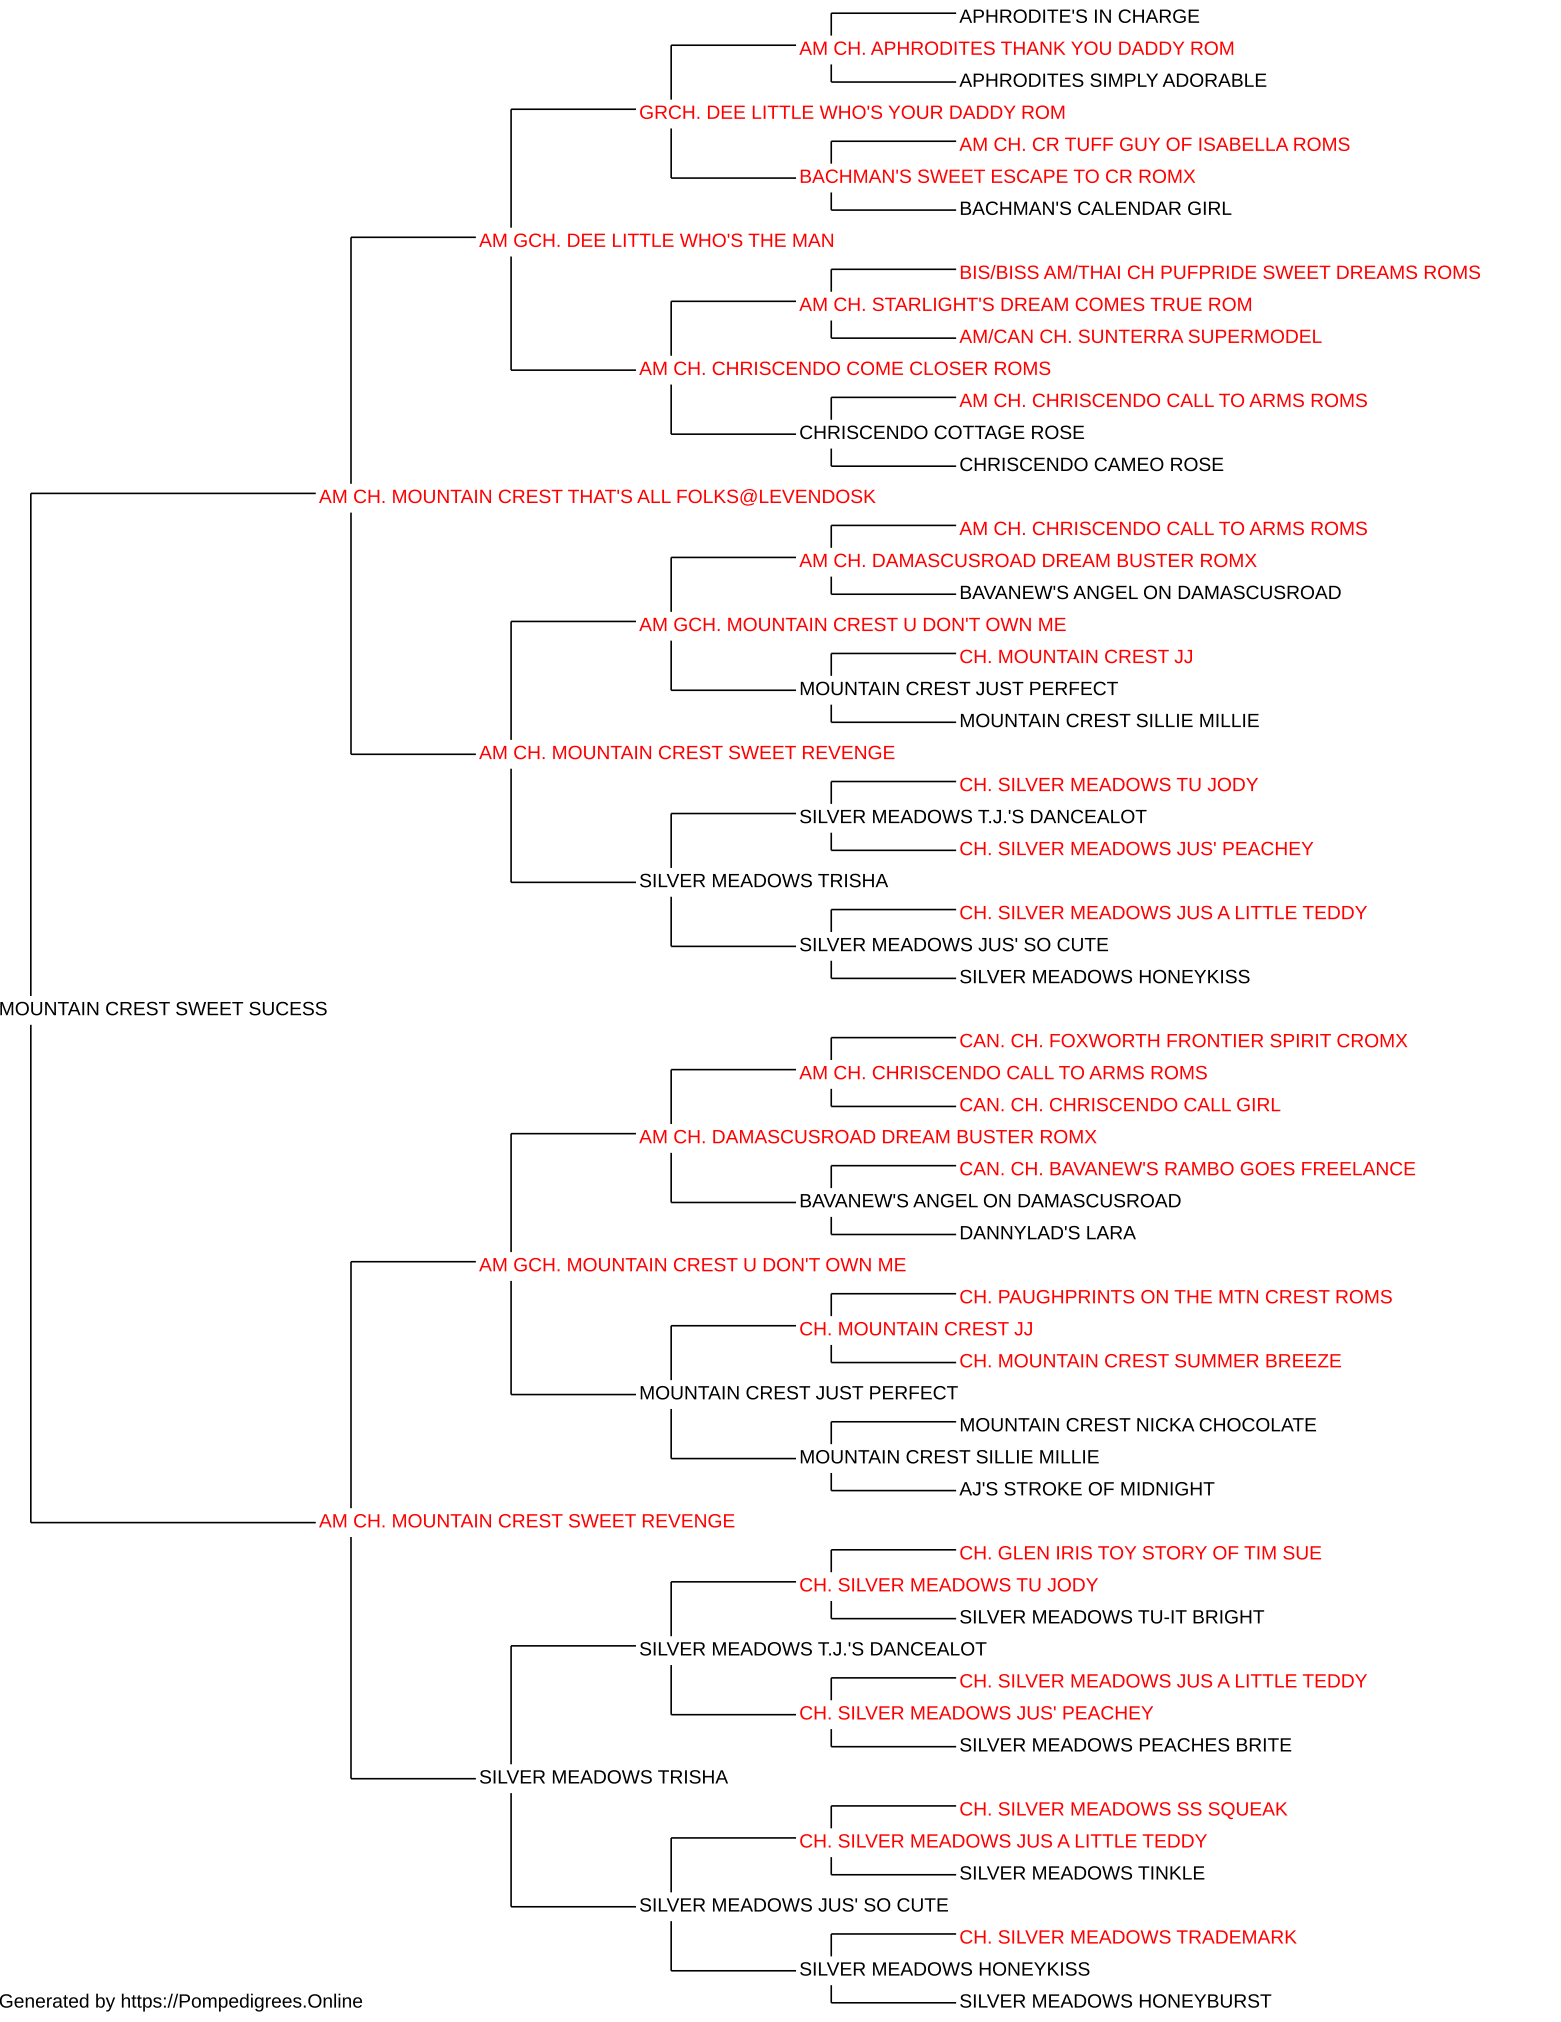 APHRODITE'S IN CHARGE
AM CH. APHRODITES THANK YOU DADDY ROM
APHRODITES SIMPLY ADORABLE
GRCH. DEE LITTLE WHO'S YOUR DADDY ROM
AM CH. CR TUFF GUY OF ISABELLA ROMS
BACHMAN'S SWEET ESCAPE TO CR ROMX
BACHMAN'S CALENDAR GIRL
AM GCH. DEE LITTLE WHO'S THE MAN
BIS/BISS AM/THAI CH PUFPRIDE SWEET DREAMS ROMS
AM CH. STARLIGHT'S DREAM COMES TRUE ROM
AM/CAN CH. SUNTERRA SUPERMODEL
AM CH. CHRISCENDO COME CLOSER ROMS
AM CH. CHRISCENDO CALL TO ARMS ROMS
CHRISCENDO COTTAGE ROSE
CHRISCENDO CAMEO ROSE
AM CH. MOUNTAIN CREST THAT'S ALL FOLKS@LEVENDOSK
AM CH. CHRISCENDO CALL TO ARMS ROMS
AM CH. DAMASCUSROAD DREAM BUSTER ROMX
BAVANEW'S ANGEL ON DAMASCUSROAD
AM GCH. MOUNTAIN CREST U DON'T OWN ME
CH. MOUNTAIN CREST JJ
MOUNTAIN CREST JUST PERFECT
MOUNTAIN CREST SILLIE MILLIE
AM CH. MOUNTAIN CREST SWEET REVENGE
CH. SILVER MEADOWS TU JODY
SILVER MEADOWS T.J.'S DANCEALOT
CH. SILVER MEADOWS JUS' PEACHEY
SILVER MEADOWS TRISHA
CH. SILVER MEADOWS JUS A LITTLE TEDDY
SILVER MEADOWS JUS' SO CUTE
SILVER MEADOWS HONEYKISS
MOUNTAIN CREST SWEET SUCESS
CAN. CH. FOXWORTH FRONTIER SPIRIT CROMX
AM CH. CHRISCENDO CALL TO ARMS ROMS
CAN. CH. CHRISCENDO CALL GIRL
AM CH. DAMASCUSROAD DREAM BUSTER ROMX
CAN. CH. BAVANEW'S RAMBO GOES FREELANCE
BAVANEW'S ANGEL ON DAMASCUSROAD
DANNYLAD'S LARA
AM GCH. MOUNTAIN CREST U DON'T OWN ME
CH. PAUGHPRINTS ON THE MTN CREST ROMS
CH. MOUNTAIN CREST JJ
CH. MOUNTAIN CREST SUMMER BREEZE
MOUNTAIN CREST JUST PERFECT
MOUNTAIN CREST NICKA CHOCOLATE
MOUNTAIN CREST SILLIE MILLIE
AJ'S STROKE OF MIDNIGHT
AM CH. MOUNTAIN CREST SWEET REVENGE
CH. GLEN IRIS TOY STORY OF TIM SUE
CH. SILVER MEADOWS TU JODY
SILVER MEADOWS TU-IT BRIGHT
SILVER MEADOWS T.J.'S DANCEALOT
CH. SILVER MEADOWS JUS A LITTLE TEDDY
CH. SILVER MEADOWS JUS' PEACHEY
SILVER MEADOWS PEACHES BRITE
SILVER MEADOWS TRISHA
CH. SILVER MEADOWS SS SQUEAK
CH. SILVER MEADOWS JUS A LITTLE TEDDY
SILVER MEADOWS TINKLE
SILVER MEADOWS JUS' SO CUTE
CH. SILVER MEADOWS TRADEMARK
SILVER MEADOWS HONEYKISS
SILVER MEADOWS HONEYBURST
Generated by https://Pompedigrees.Online